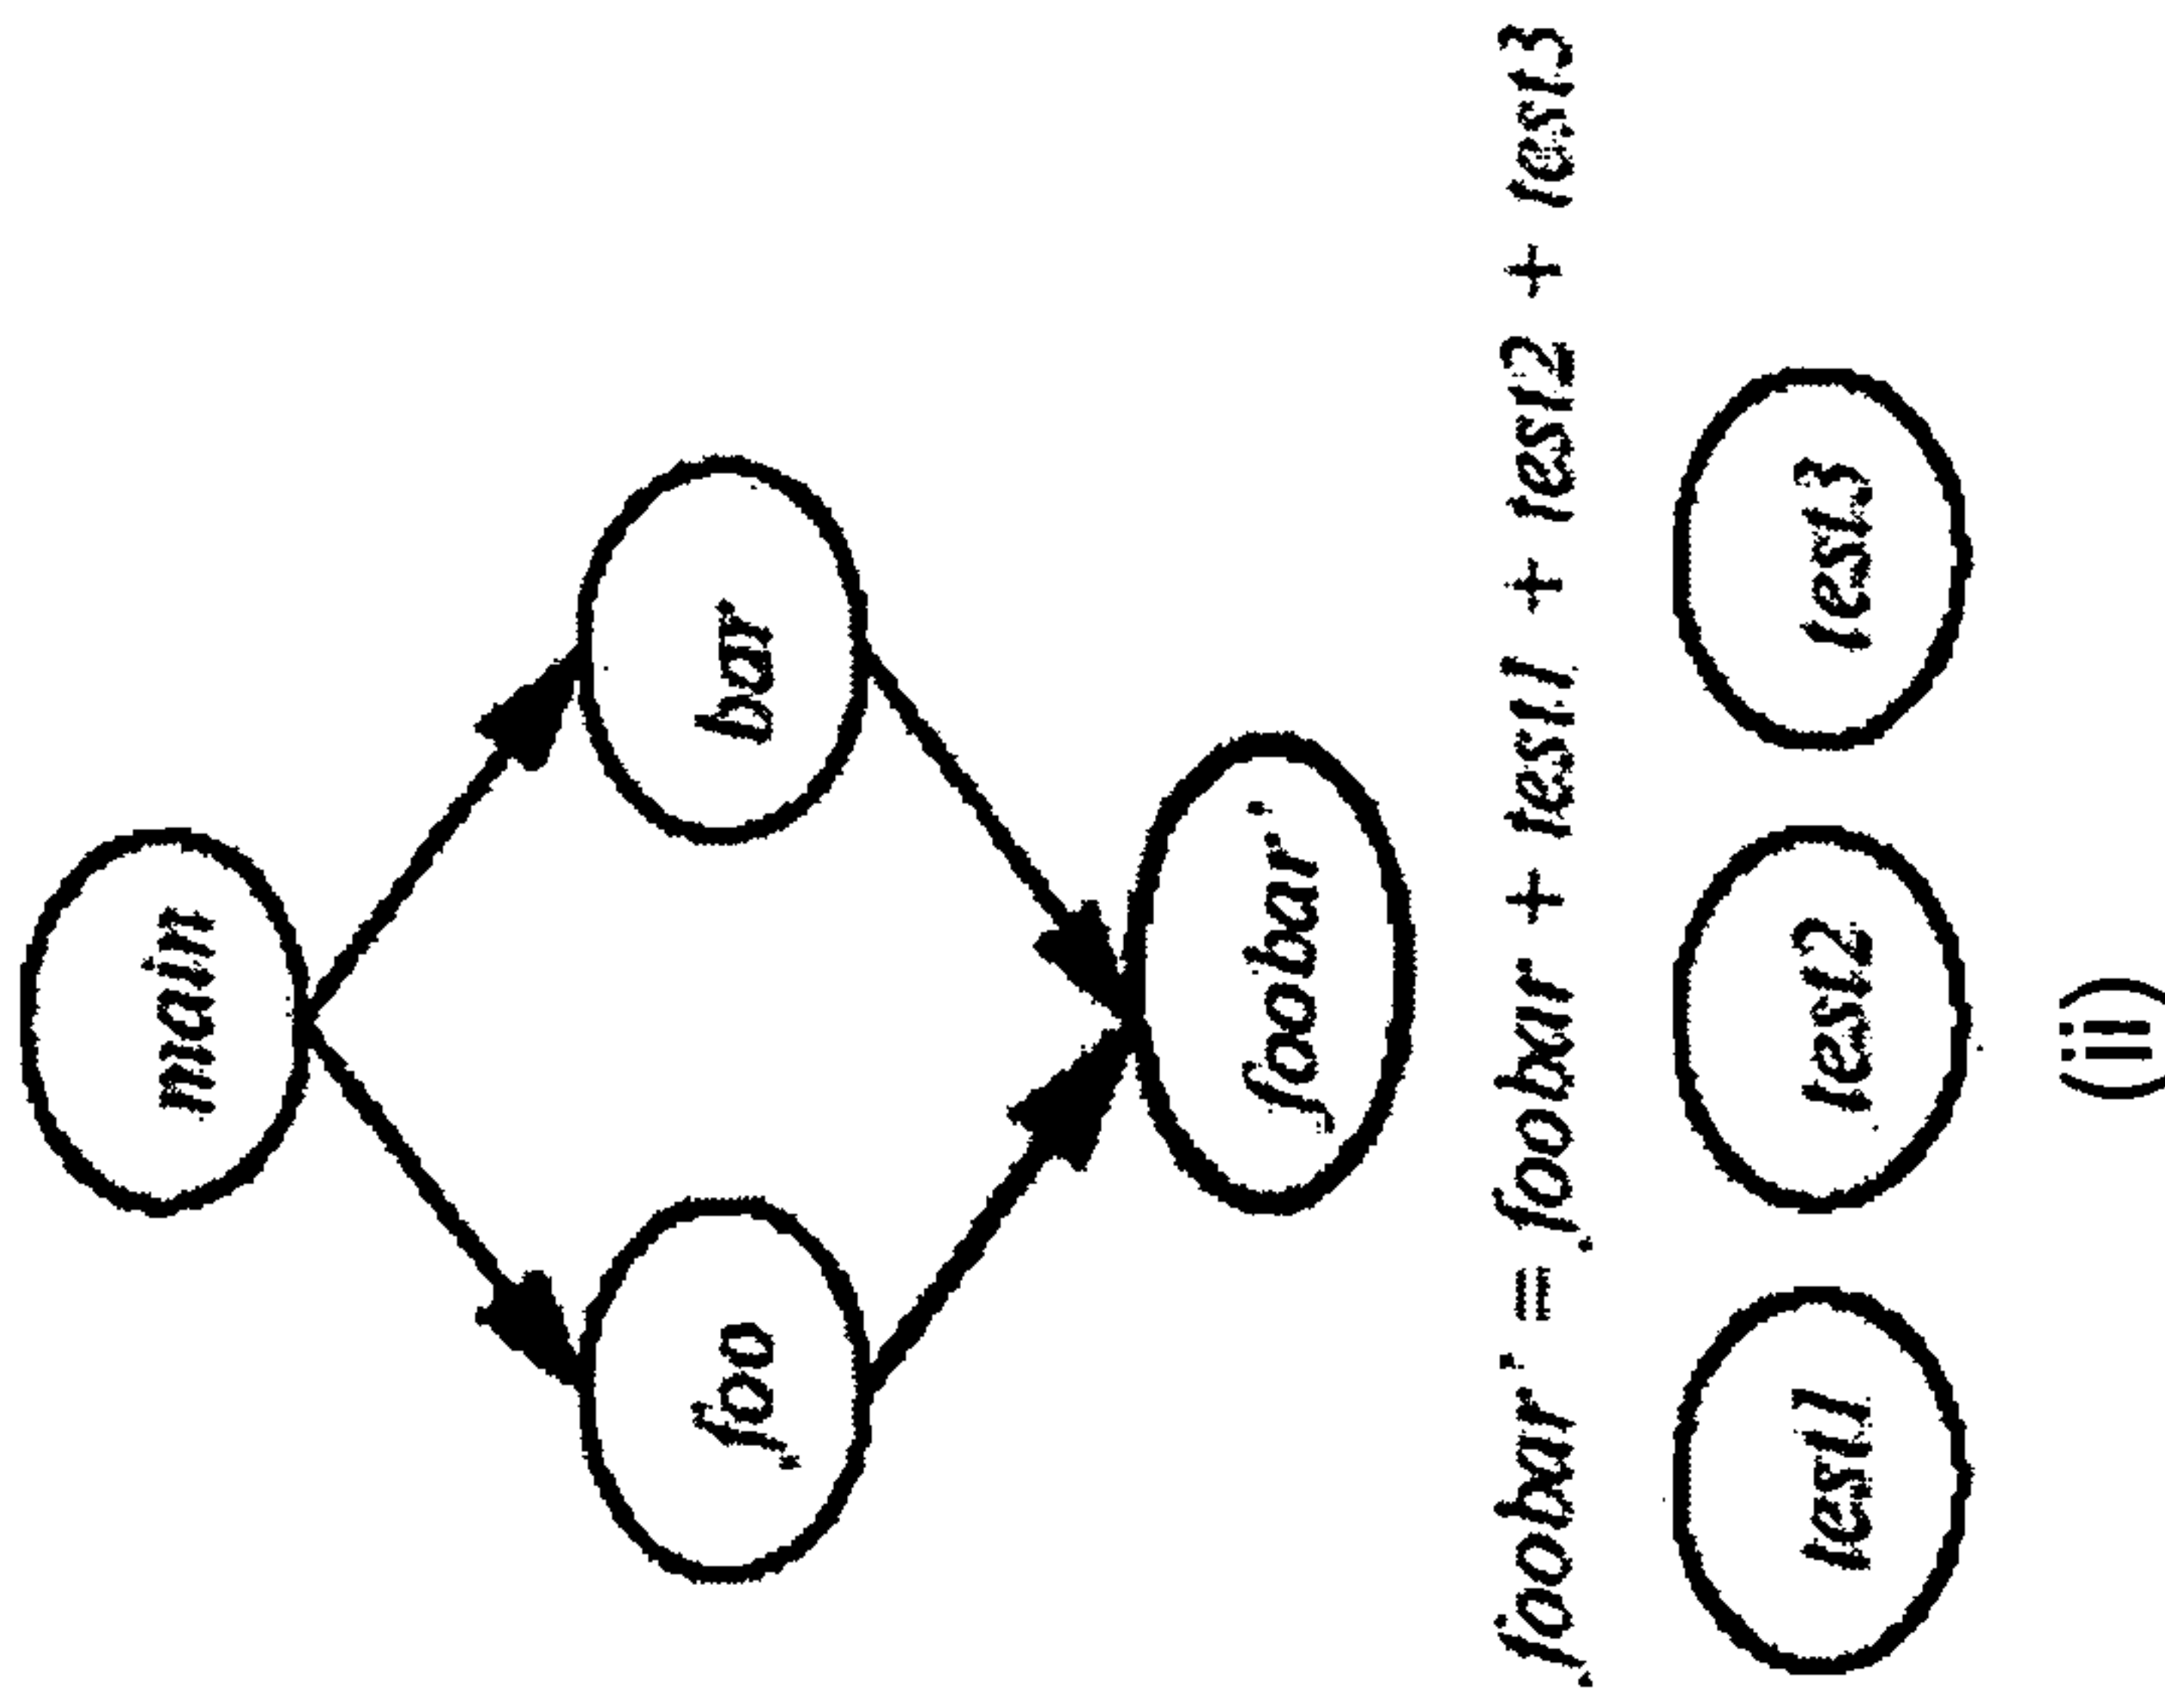 main
foo bar
foobar'
foobar' = foobar + test1 + test2 + test3
test1 test2 test3
(ii)